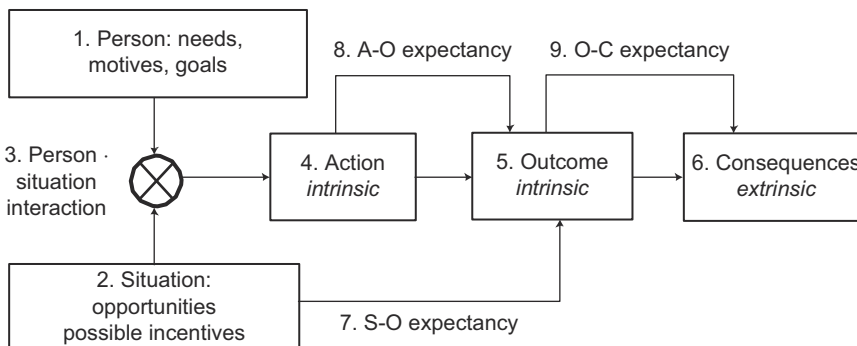 1. Person: needs,
motives, goals
8. A-O expectancy
9. O-C expectancy
3. Person ·
situation
interaction
4. Action
intrinsic
5. Outcome
intrinsic
6. Consequences
extrinsic
2. Situation:
opportunities
possible incentives
7. S-O expectancy